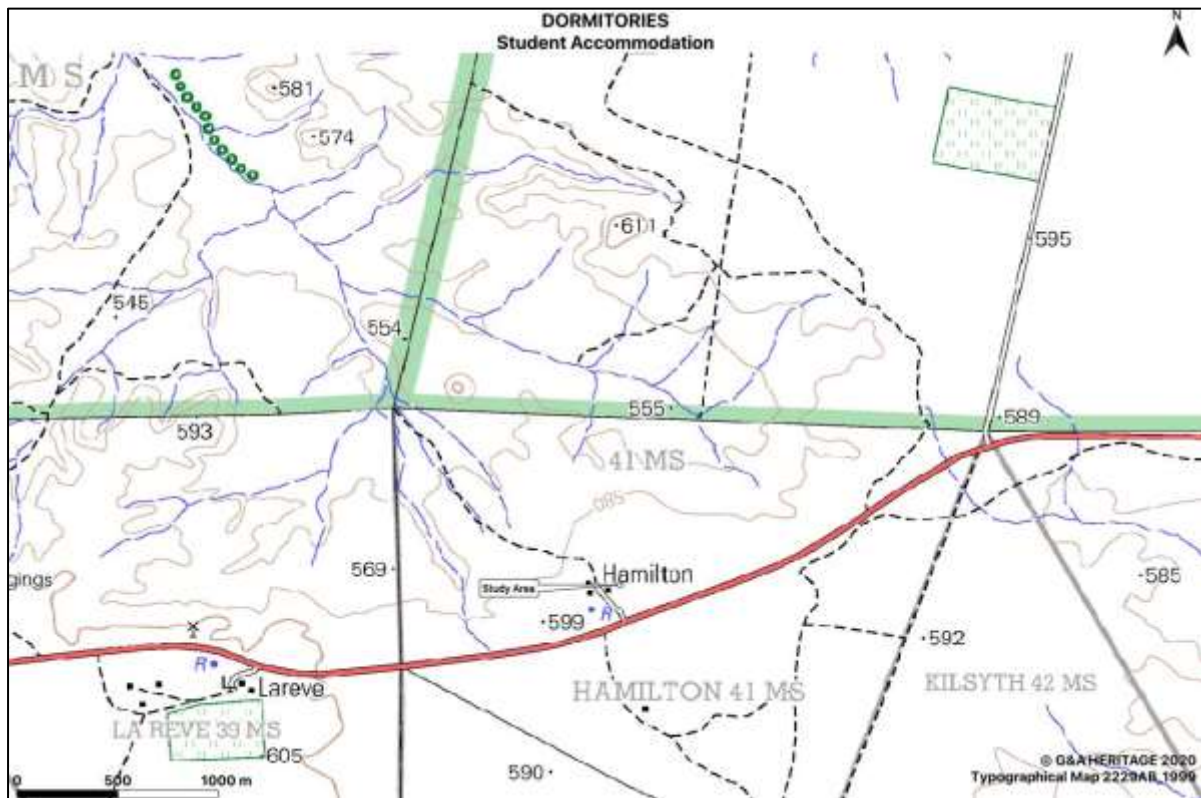 DORMITORIES
Student Accommodation
N
M S
581
574
611
595
545
554
593
555
589
41 MS
085
gings
569
Hamilton
Study Area
R
599
585
592
R
Lareve
HAMILTON 41 MS
KILSYTH 42 MS
LA REVE 39 MS
605
590
0 500 1000 m
© G&A HERITAGE 2020
Typographical Map 2229AB, 1999